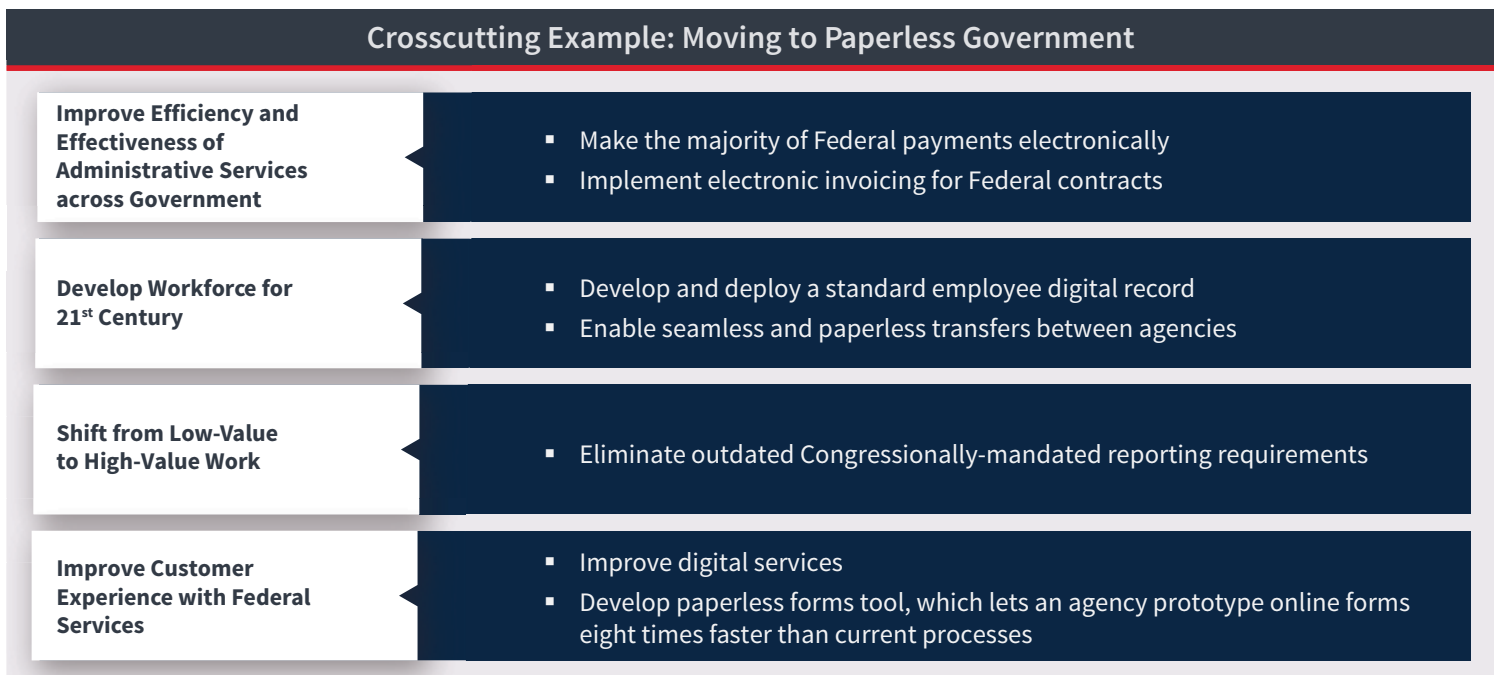 Crosscutting Example: Moving to Paperless Government
Improve Efficiency and
Effectiveness of
Administrative Services
across Government
▪ Make the majority of Federal payments electronically
▪ Implement electronic invoicing for Federal contracts
Develop Workforce for
21st Century
▪ Develop and deploy a standard employee digital record
▪ Enable seamless and paperless transfers between agencies
Shift from Low-Value
to High-Value Work
▪ Eliminate outdated Congressionally-mandated reporting requirements
Improve Customer
Experience with Federal
Services
▪ Improve digital services
▪ Develop paperless forms tool, which lets an agency prototype online forms
eight times faster than current processes